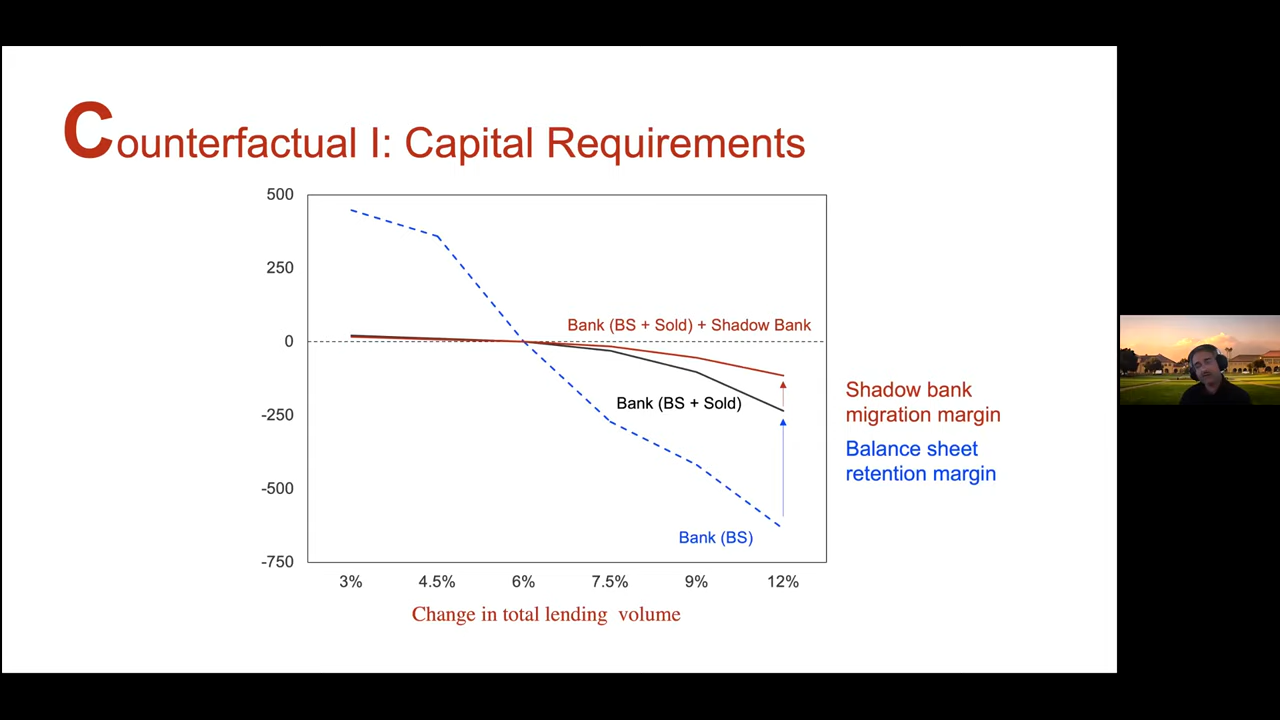 Counterfactual I: Capital Requirements
500
250
0
-250
-500
-750
Bank (BS + Sold) + Shadow Bank
Bank (BS + Sold)
Bank (BS)
Shadow bank
migration margin
Balance sheet
retention margin
3% 4.5% 6% 7.5% 9% 12%
Change in total lending volume